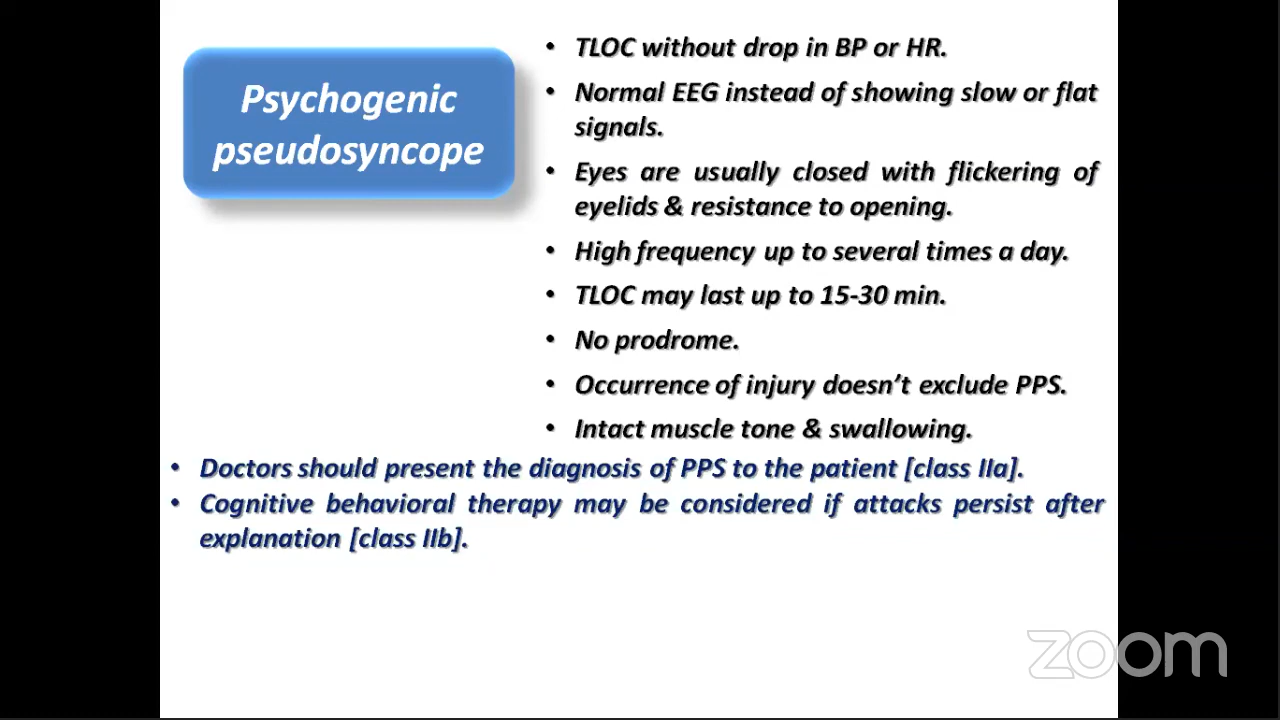 Psychogenic
pseudosyncope
• TLOC without drop in BP or HR.
• Normal EEG instead of showing slow or flat
signals.
• Eyes are usually closed with flickering of
eyelids & resistance to opening.
• High frequency up to several times a day.
• TLOC may last up to 15-30 min.
• No prodrome.
• Occurrence of injury doesn’t exclude PPS.
• Intact muscle tone & swallowing.
• Doctors should present the diagnosis of PPS to the patient [class IIa].
• Cognitive behavioral therapy may be considered if attacks persist after
explanation [class IIb].
zoom